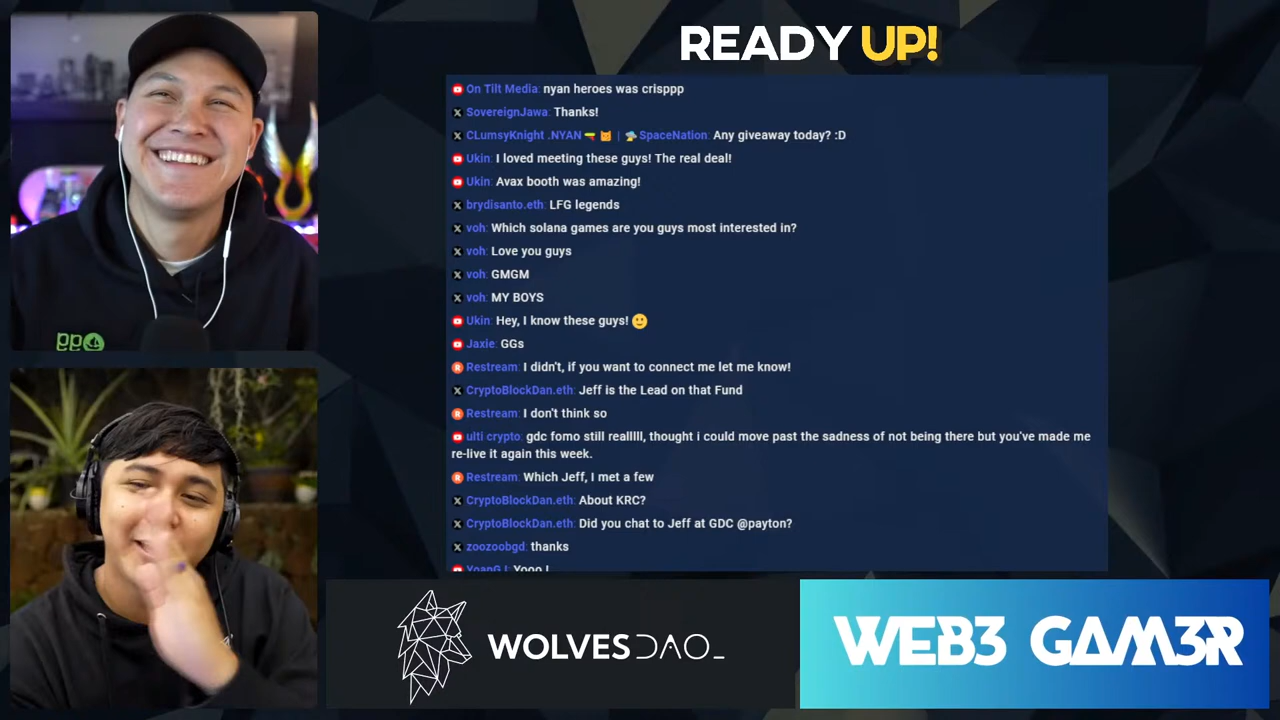 READY UP!
On Tilt Media: nyan heroes was crisppp
SovereignJawa: Thanks!
CLumsyKnight .NYAN | SpaceNation: Any giveaway today? :D
Ukin: I loved meeting these guys! The real deal!
Ukin: Avax booth was amazing!
brydisanto.eth: LFG legends
voh: Which solana games are you guys most interested in?
voh: Love you guys
voh: GMGM
voh: MY BOYS
Ukin: Hey, I know these guys! 🙂
Jaxie: GGs
Restream: I didn't, if you want to connect me let me know!
CryptoBlockDan.eth: Jeff is the Lead on that Fund
Restream: I don't think so
ulti crypto: gdc fomo still realllll, thought i could move past the sadness of not being there but you've made me
re-live it again this week.
Restream: Which Jeff, I met a few
CryptoBlockDan.eth: About KRC?
CryptoBlockDan.eth: Did you chat to Jeff at GDC @payton?
zoozoobgd: thanks
Yooo !
gg
WOLVESDAO_
WEB3 GAM3R